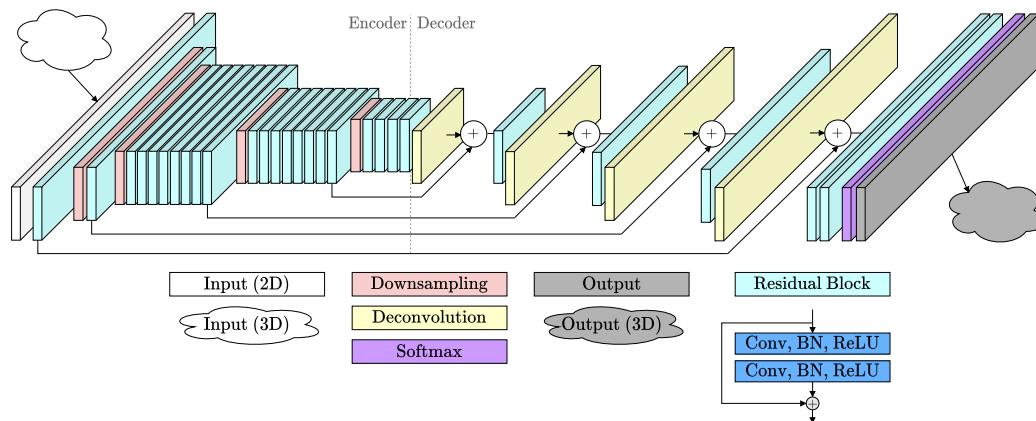 Encoder Decoder
+ + + +
Input (2D) Downsampling Output Residual Block
Input (3D) Deconvolution Output (3D)
Conv, BN, ReLU
Softmax
Conv, BN, ReLU
+